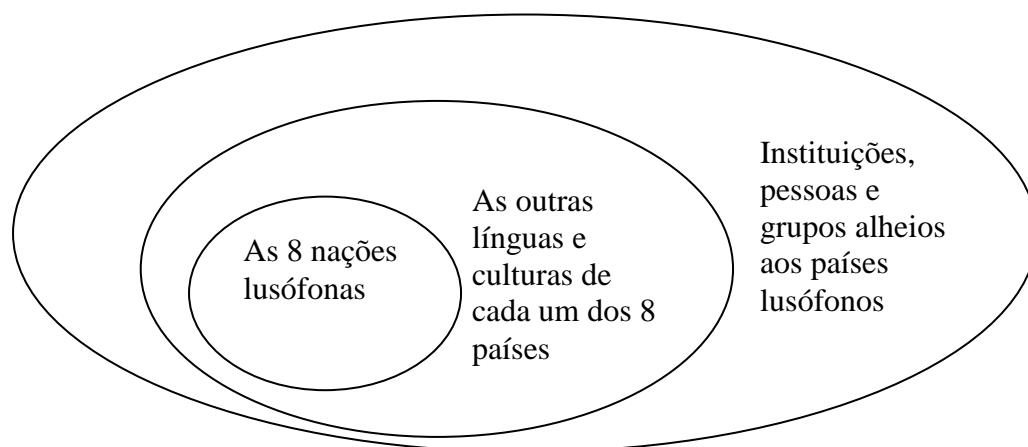 As 8 nações
lusófonas
As outras
línguas e
culturas de
cada um dos 8
países
Instituições,
pessoas e
grupos alheios
aos países
lusófonos